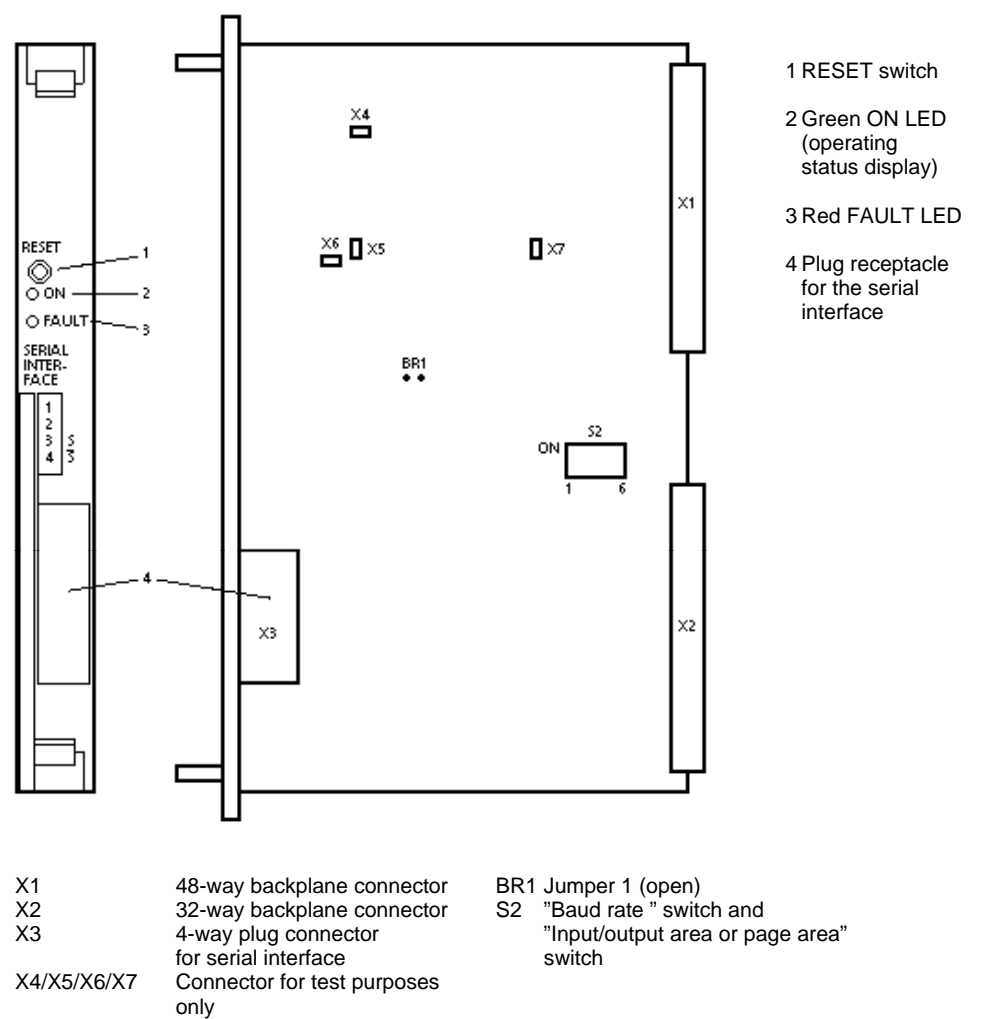 RESET
ON
FAULT
SERIAL
INTER-
FACE
1
2
3
4
S
S
1
2
3
4
X4
X6
X5
X7
BR1
ON
S2
1
6
X3
X1
X2
1 RESET switch
2 Green ON LED
(operating
status display)
3 Red FAULT LED
4 Plug receptacle
for the serial
interface
X1 48-way backplane connector
X2 32-way backplane connector
X3 4-way plug connector
for serial interface
X4/X5/X6/X7 Connector for test purposes
only
BR1 Jumper 1 (open)
S2 ”Baud rate ” switch and
”Input/output area or page area”
switch